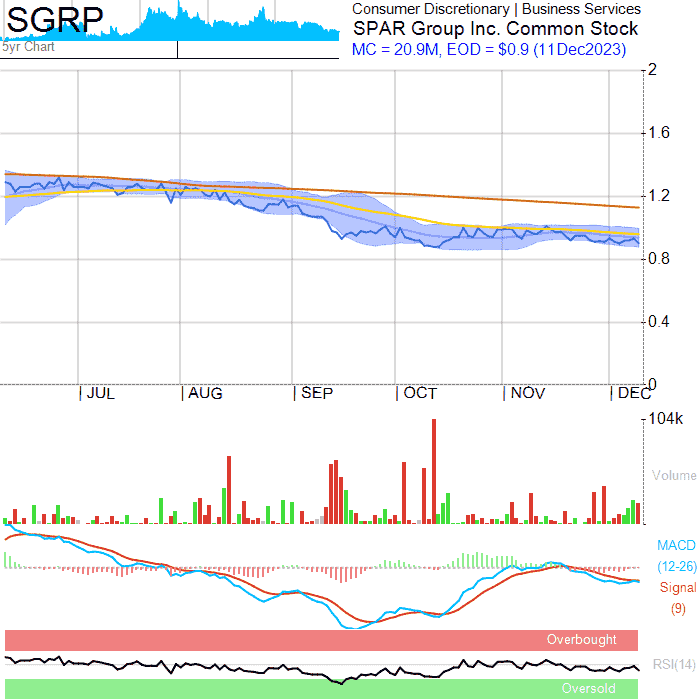 SGRP
5yr Chart
Consumer Discretionary | Business Services
SPAR Group Inc. Common Stock
MC = 20.9M, EOD = $0.9 (11Dec2023)
2
1.6
1.2
0.8
0.4
0
JUL
AUG
SEP
OCT
NOV
DEC
104k
Volume
MACD
(12-26)
Signal
(9)
Overbought
RSI(14)
Oversold